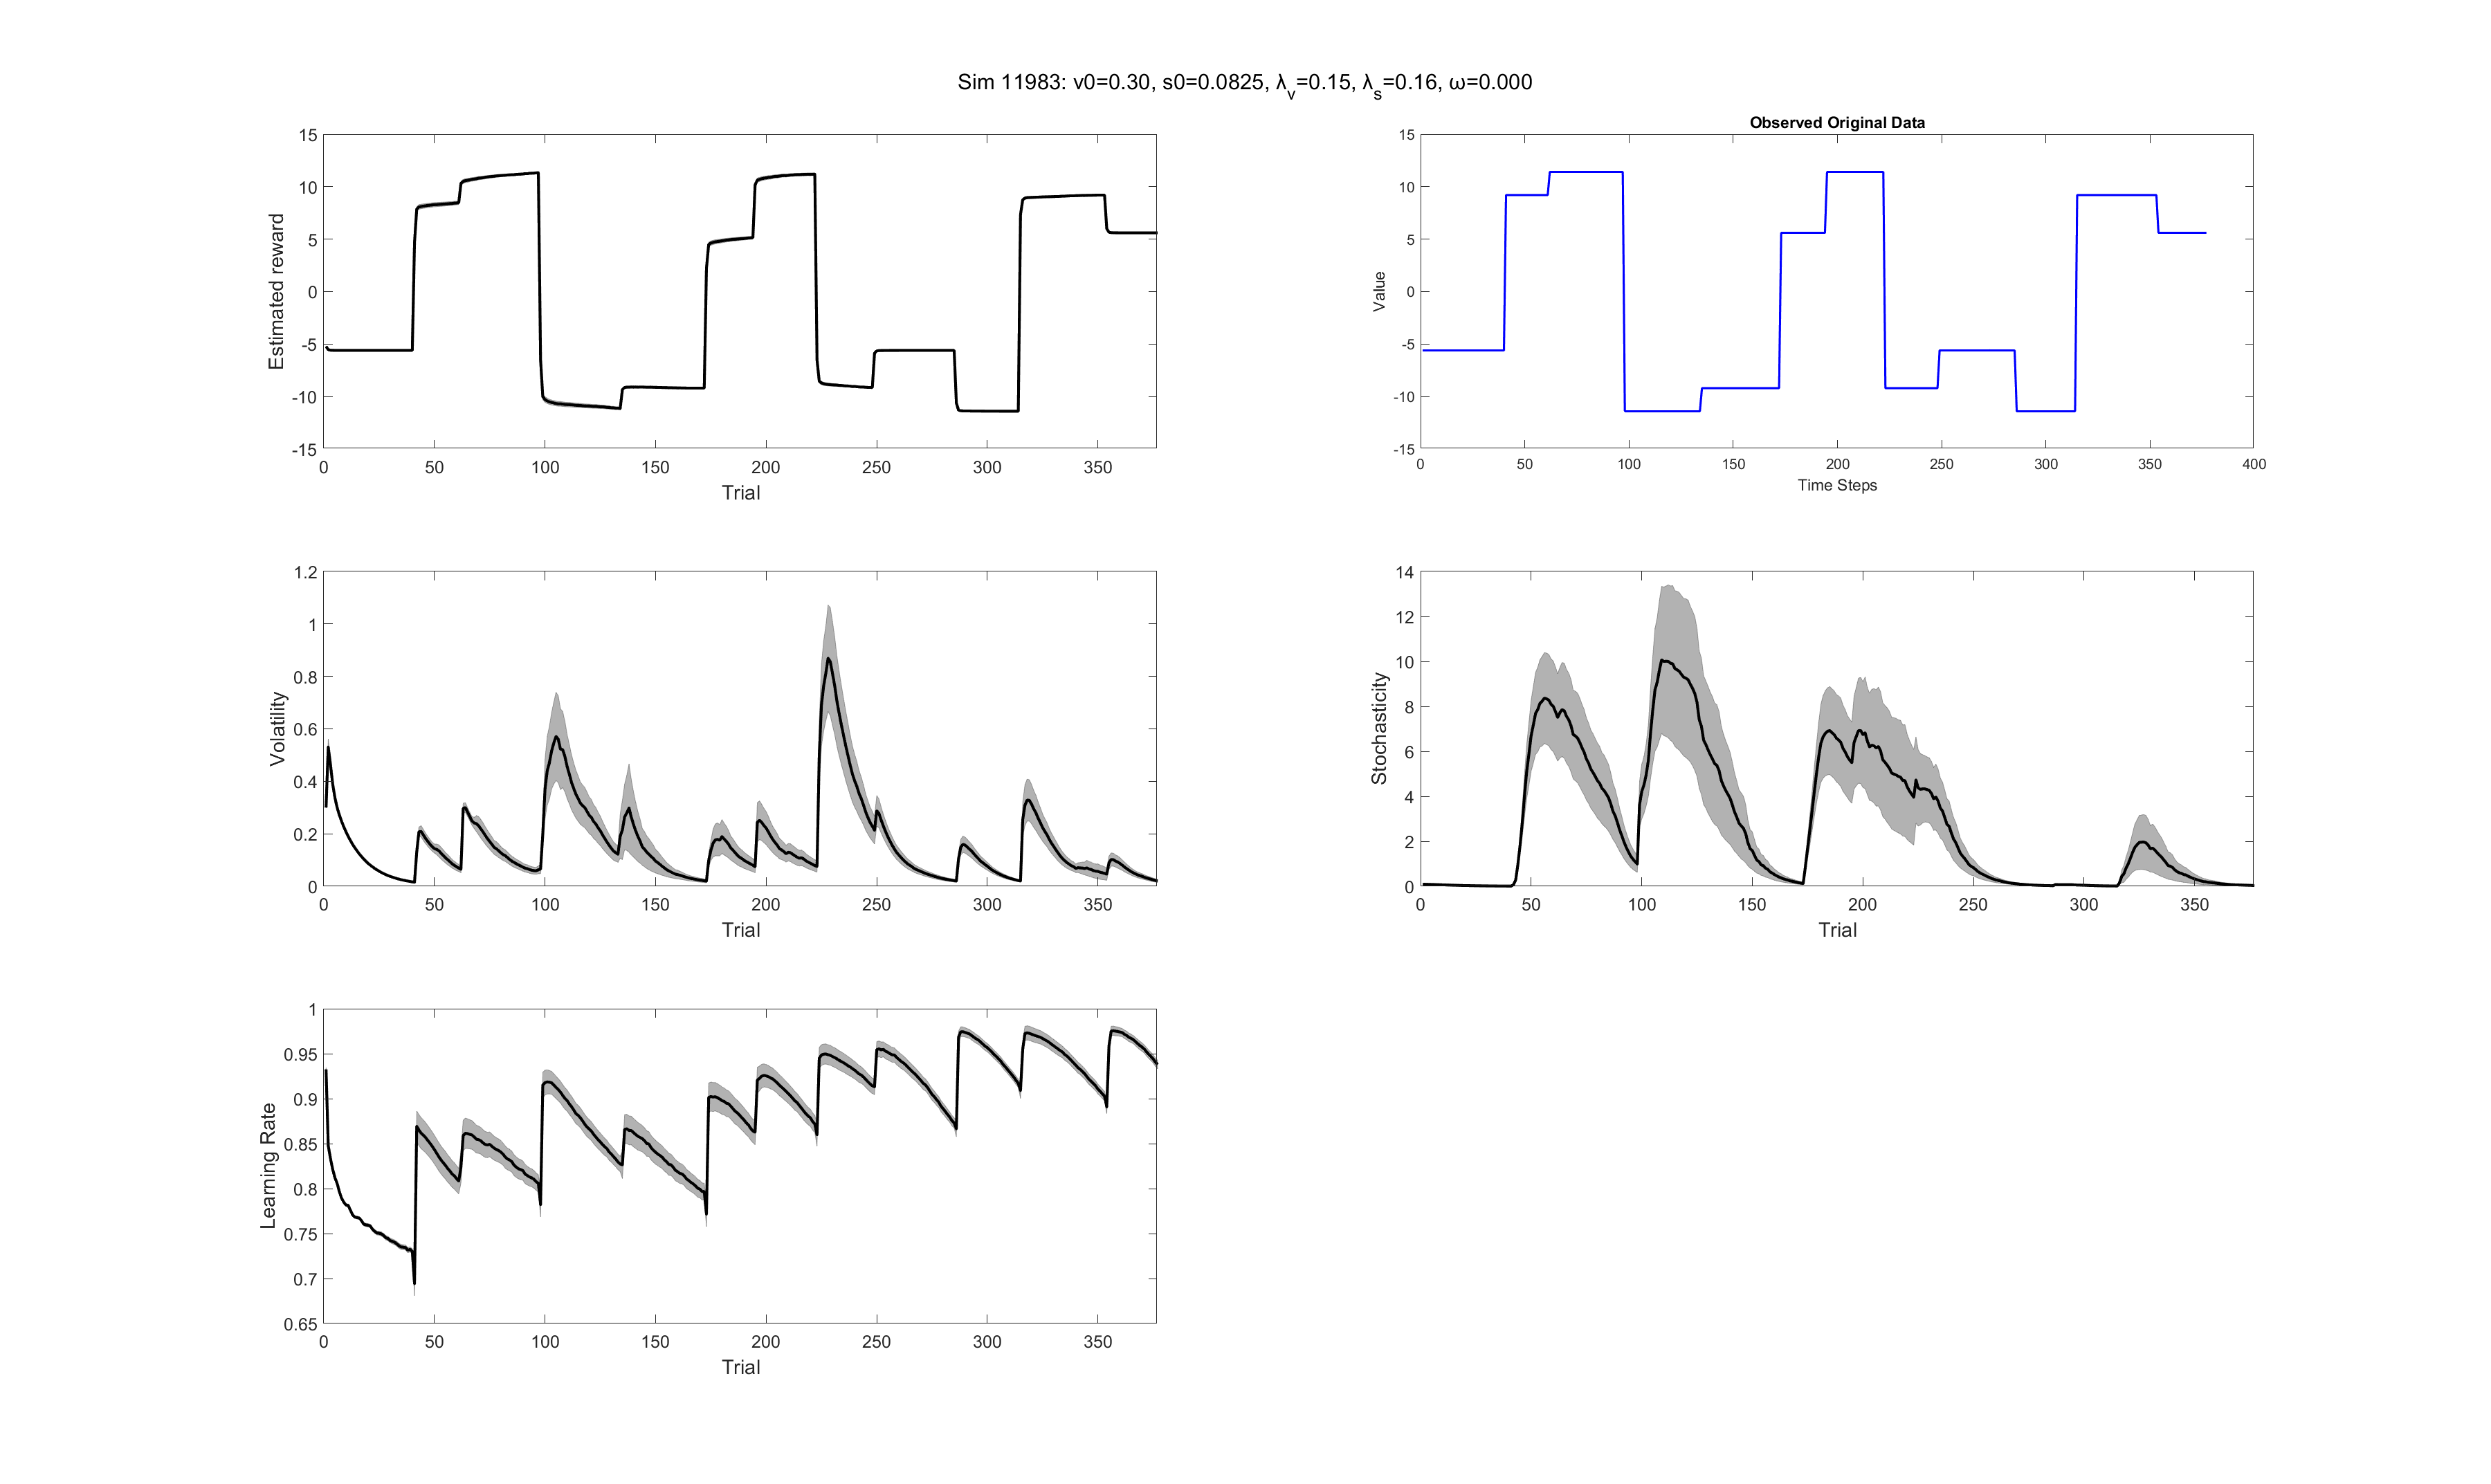 Sim 11983: v0=0.30, s0=0.0825, λv=0.15, λs=0.16, ω=0.000
15
10
5
0
-5
-10
-15
Estimated reward
0 50 100 150 200 250 300 350
Trial
Observed Original Data
15
10
5
0
-5
-10
-15
Value
0 50 100 150 200 250 300 350 400
Time Steps
1.2
1
0.8
0.6
0.4
0.2
0
Volatility
0 50 100 150 200 250 300 350
Trial
14
12
10
8
6
4
2
0
Stochasticity
0 50 100 150 200 250 300 350
Trial
1
0.95
0.9
0.85
0.8
0.75
0.7
0.65
Learning Rate
0 50 100 150 200 250 300 350
Trial